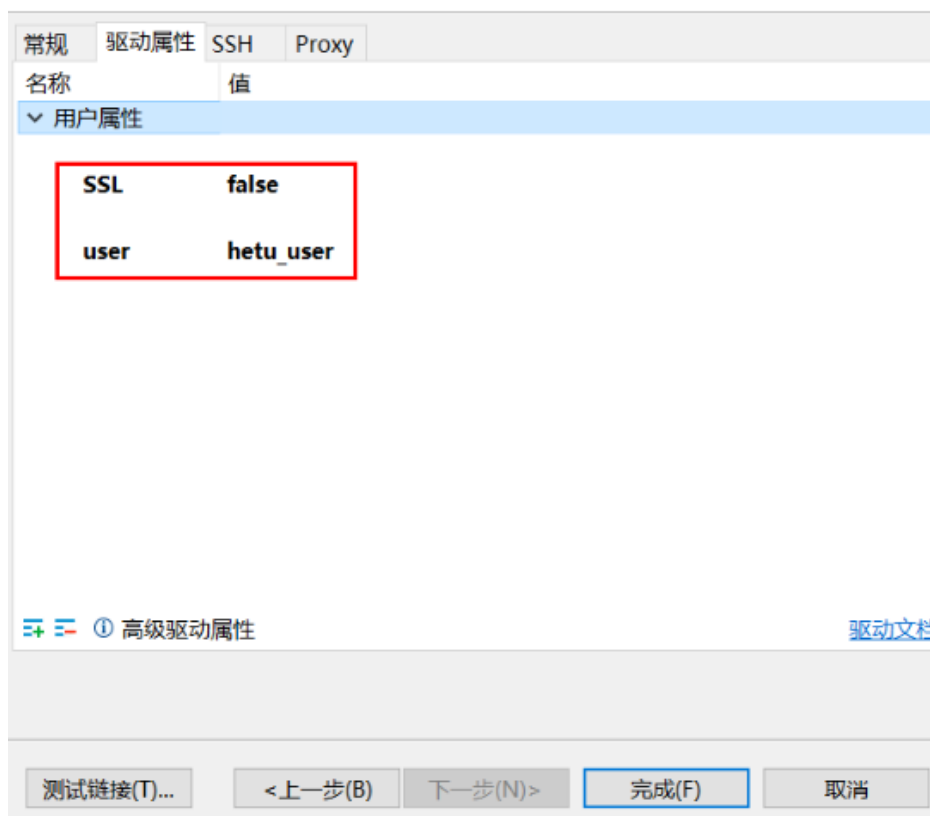 常规 驱动属性 SSH Proxy
名称 值
用户属性
SSL false
user hetu_user
高级驱动属性 驱动文档
测试链接(T)... <上一步(B) 下一步(N)> 完成(F) 取消